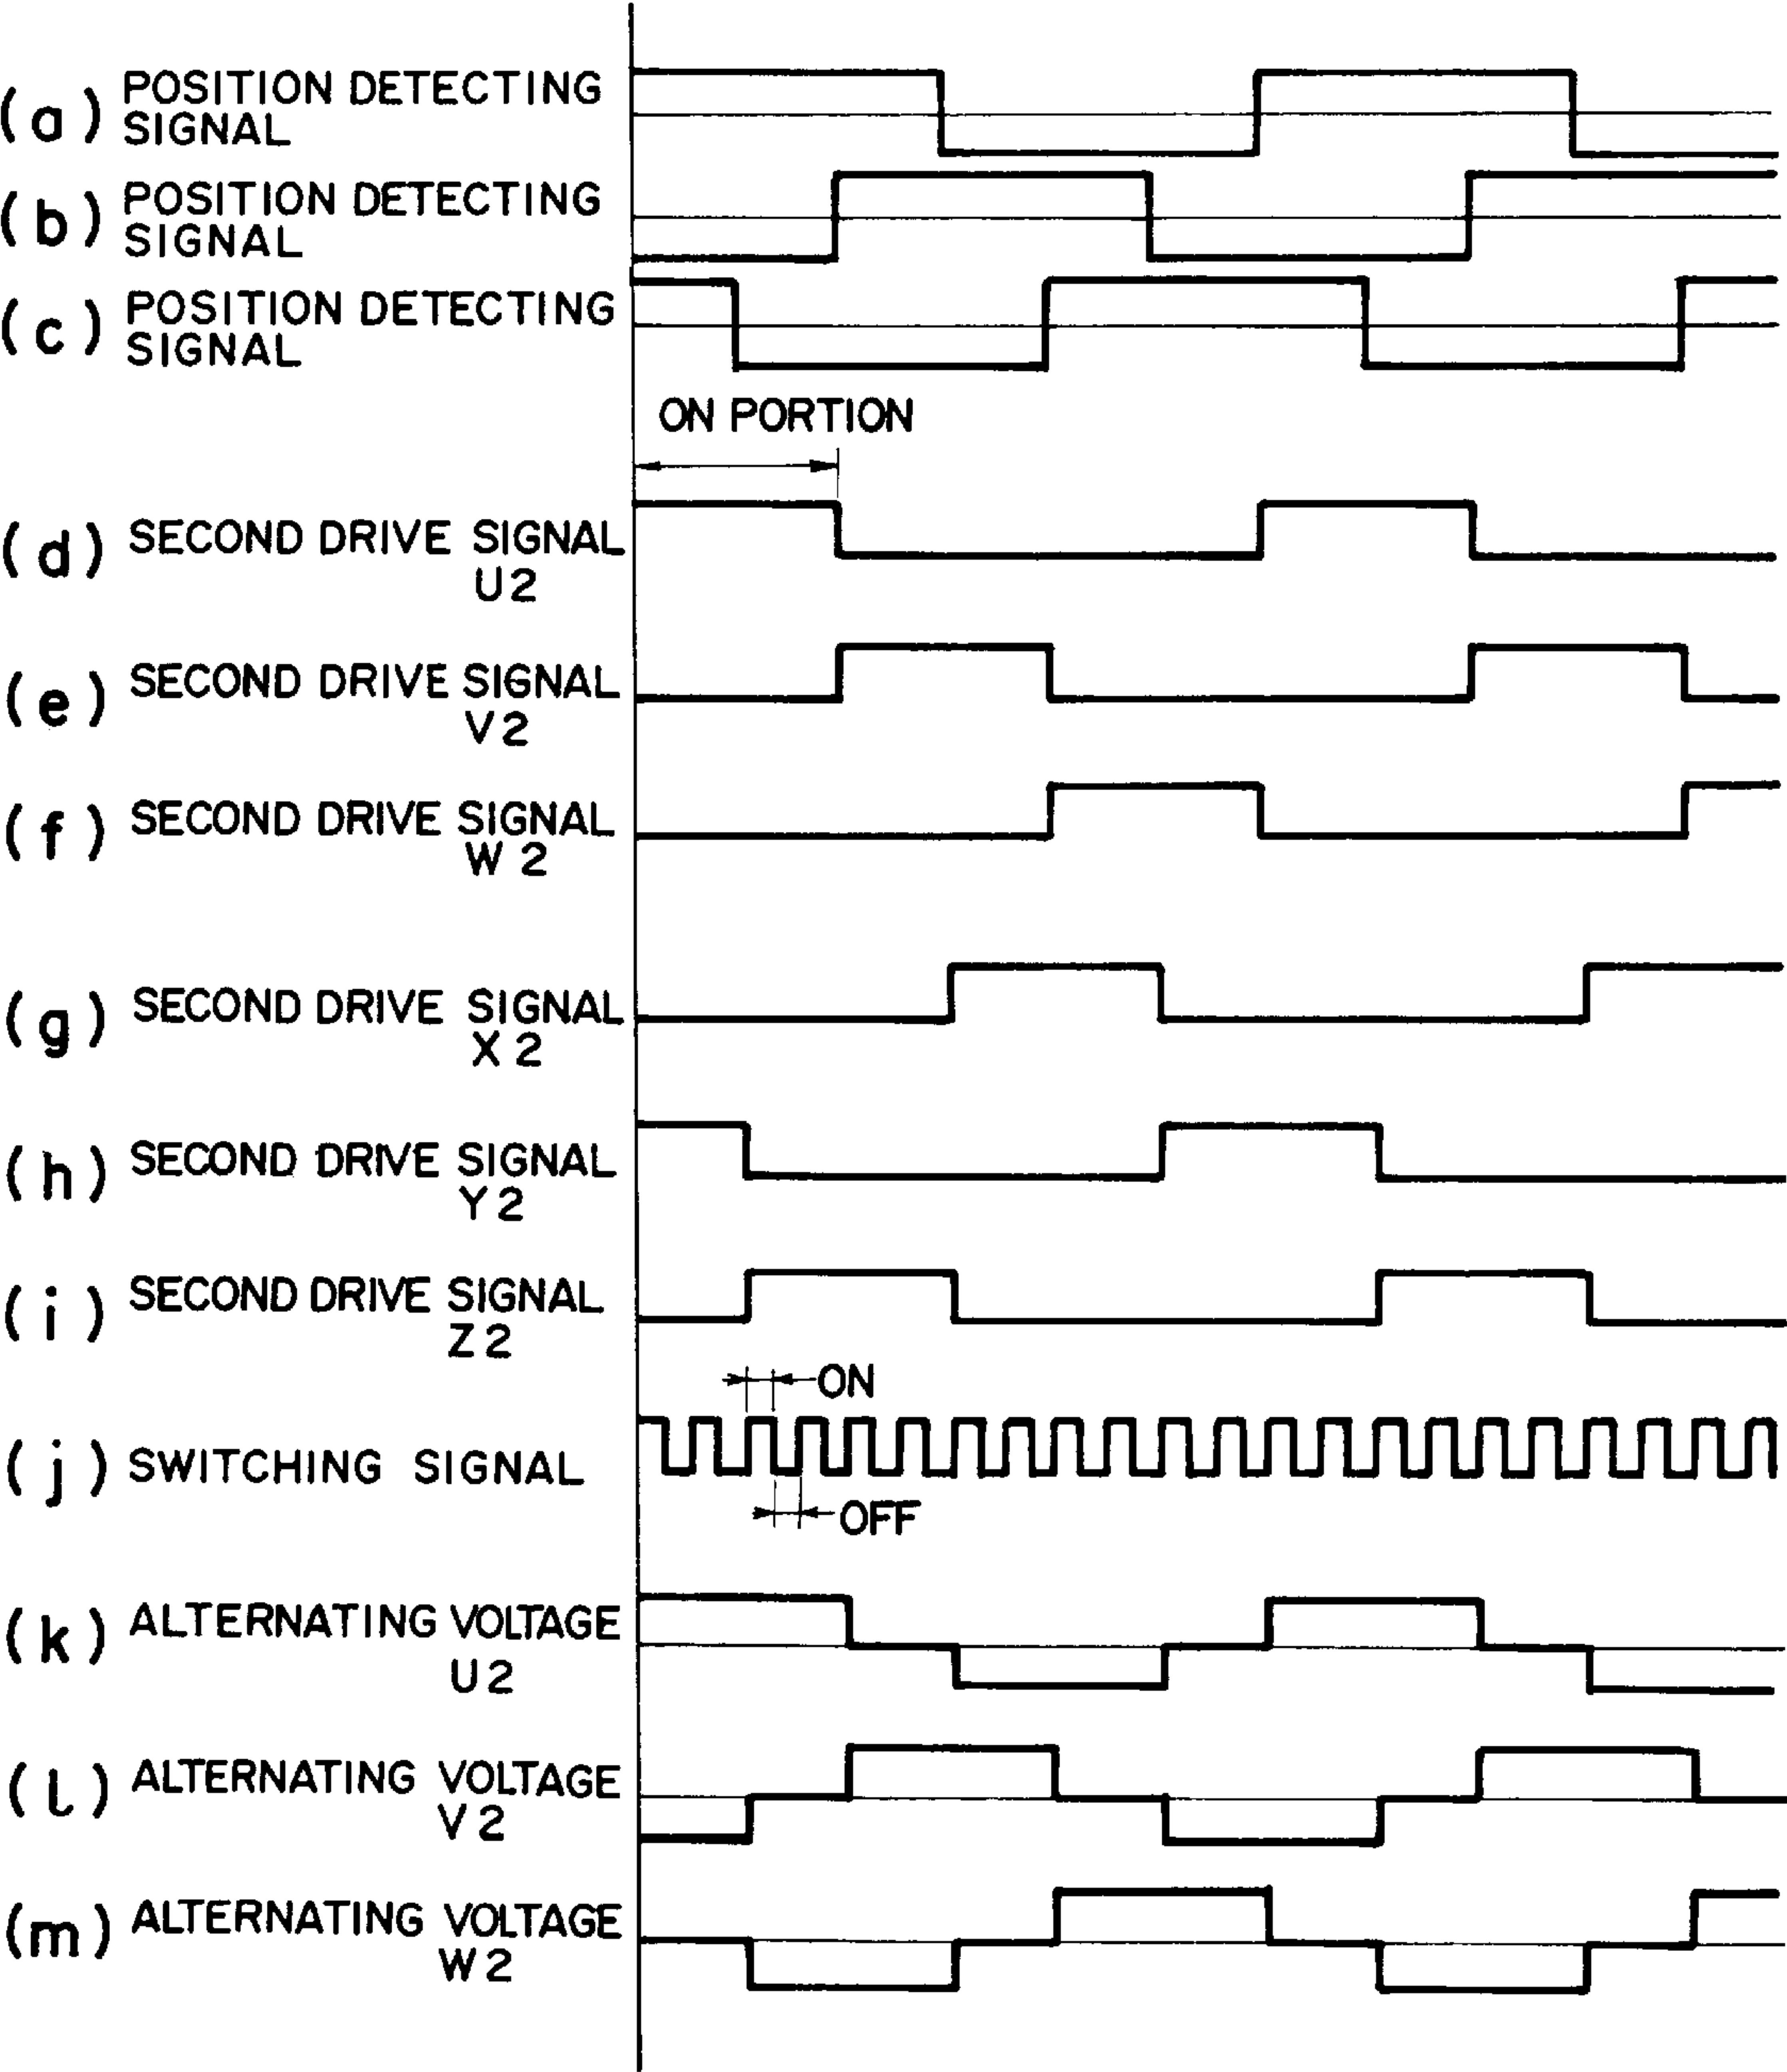 (a) POSITION DETECTING
SIGNAL
(b) POSITION DETECTING
SIGNAL
(c) POSITION DETECTING
SIGNAL
ON PORTION
(d) SECOND DRIVE SIGNAL
U2
(e) SECOND DRIVE SIGNAL
V2
(f) SECOND DRIVE SIGNAL
W2
(g) SECOND DRIVE SIGNAL
X2
(h) SECOND DRIVE SIGNAL
Y2
(i) SECOND DRIVE SIGNAL
Z2
ON
(j) SWITCHING SIGNAL
OFF
(k) ALTERNATING VOLTAGE
U2
(l) ALTERNATING VOLTAGE
V2
(m) ALTERNATING VOLTAGE
W2